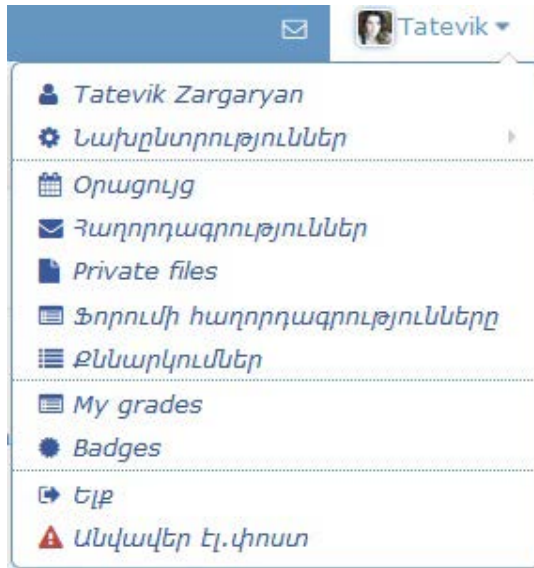 Tatevik
Tatevik Zargaryan
Նախընտրություններ
Օրացույց
Հաղորդագրություններ
Private files
Ֆորումի հաղորդագրությունները
Քննարկումներ
My grades
Badges
Ելք
Անվավեր էլ.փոստ